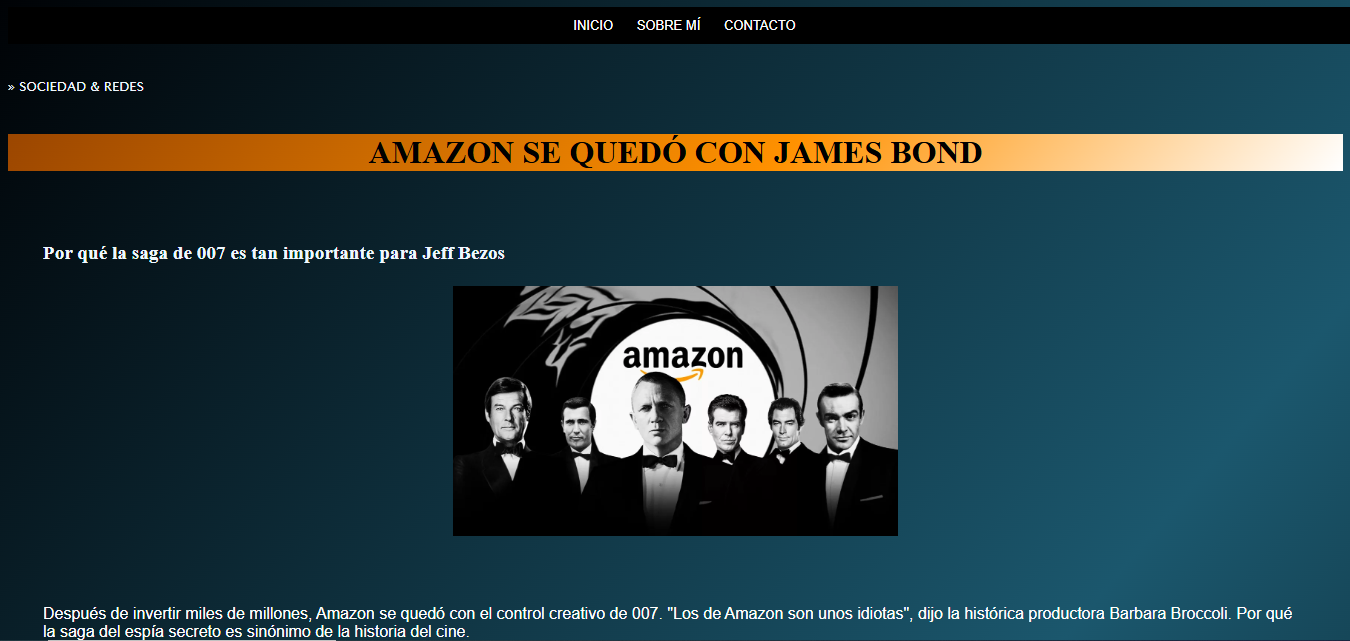 INICIO SOBRE MÍ CONTACTO
» SOCIEDAD & REDES
AMAZON SE QUEDÓ CON JAMES BOND
Por qué la saga de 007 es tan importante para Jeff Bezos
amazon
Después de invertir miles de millones, Amazon se quedó con el control creativo de 007. "Los de Amazon son unos idiotas", dijo la histórica productora Barbara Broccoli. Por qué
la saga del espía secreto es sinónimo de la historia del cine.